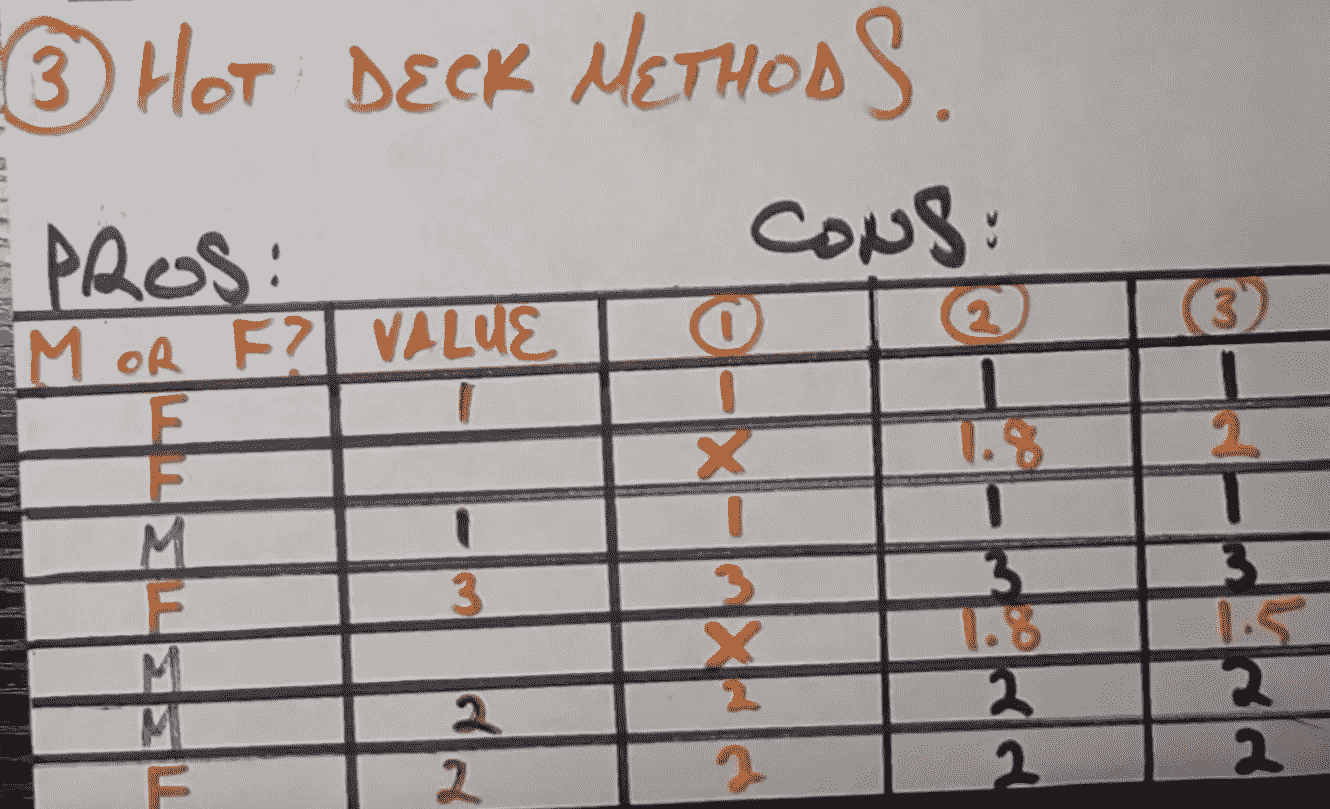 3 HOT DECK METHODS.
PROS: CONS:
M OR F? VALUE 1 2 3
F 1 1 1 1
F X 1.8 2
M 1 1 1 1
F 3 3 3 3
M X 1.8 1.5
M 2 2 2 2
F 2 2 2 2